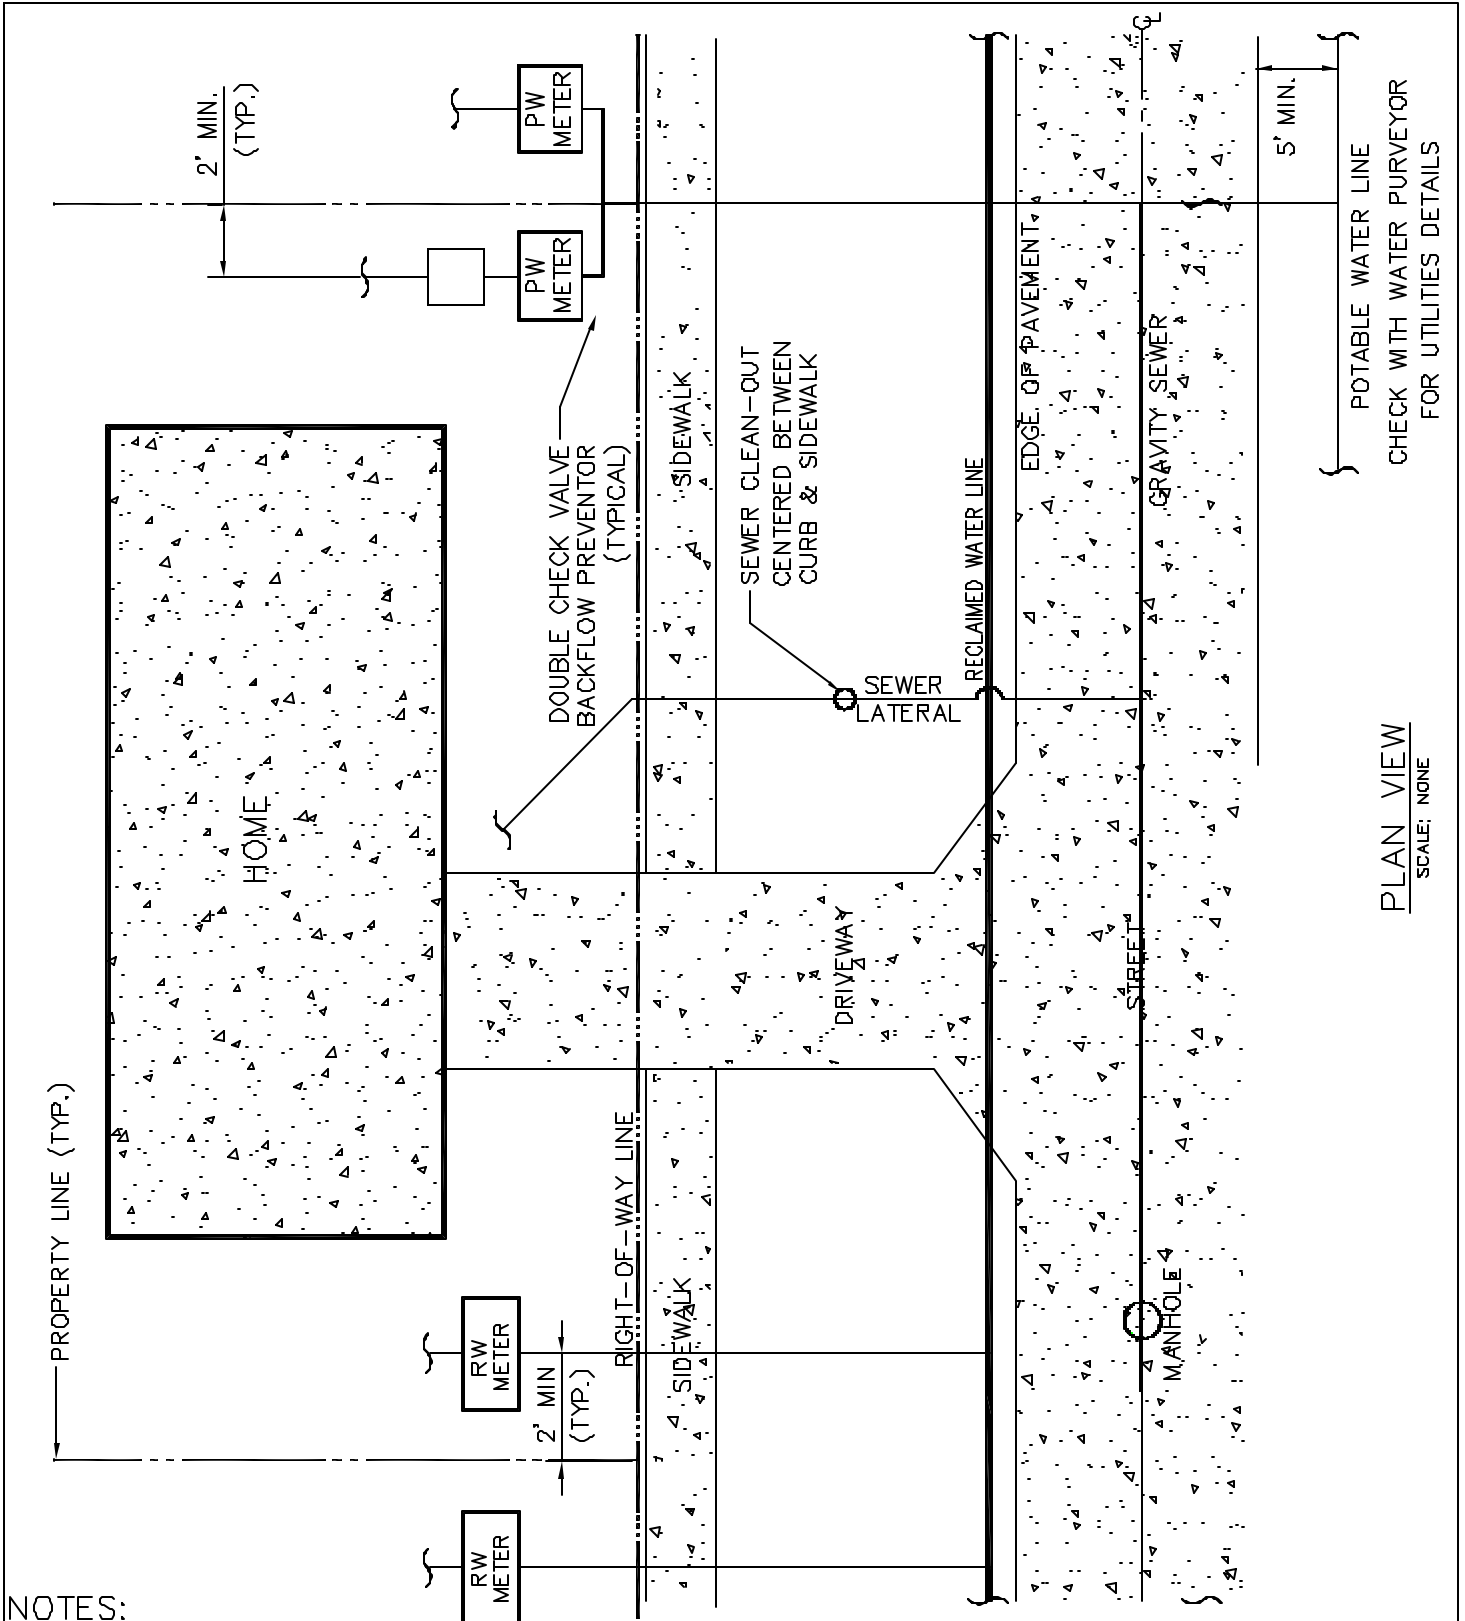 2' MIN.
(TYP.)
PW
METER
PW
METER
℄
5' MIN.
POTABLE WATER LINE
CHECK WITH WATER PURVEYOR
FOR UTILITIES DETAILS
DOUBLE CHECK VALVE
BACKFLOW PREVENTOR
(TYPICAL)
SIDEWALK
SEWER CLEAN-OUT
CENTERED BETWEEN
CURB & SIDEWALK
RECLAIMED WATER LINE
EDGE OF PAVEMENT
GRAVITY SEWER
SEWER
LATERAL
HOME
DRIVEWAY
STREET
PLAN VIEW
SCALE: NONE
PROPERTY LINE (TYP.)
RIGHT-OF-WAY LINE
SIDEWALK
MANHOLE
RW
METER
2' MIN
(TYP.)
RW
METER
NOTES: